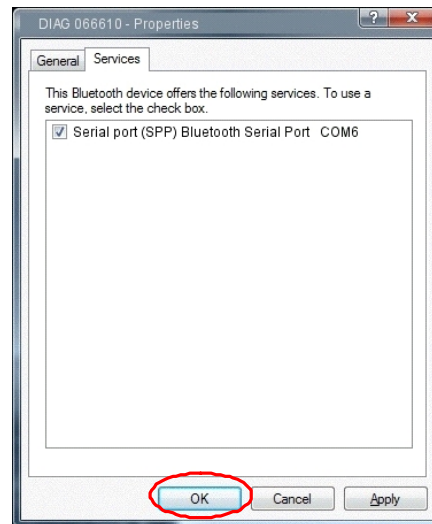 DIAG 066610 - Properties
? X
General Services
This Bluetooth device offers the following services. To use a
service, select the check box.
Serial port (SPP) Bluetooth Serial Port COM6
OK Cancel Apply